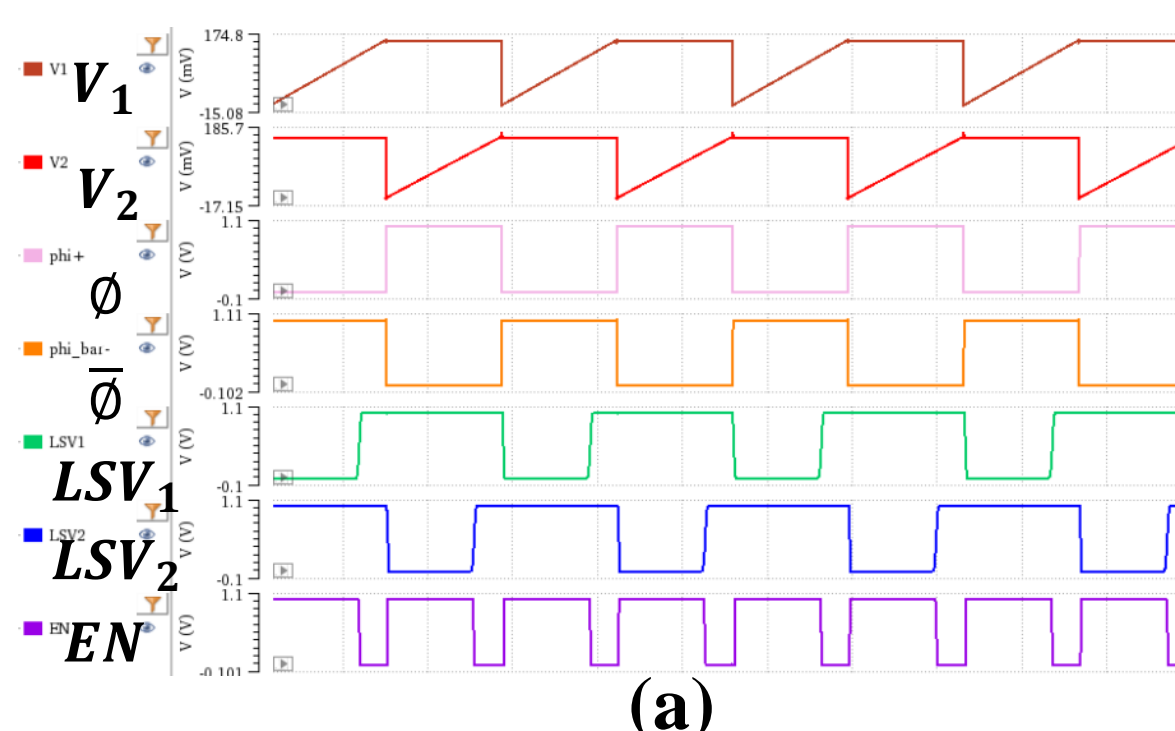 174.8
V1
V (mV)
V₁
-15.08
185.7
V2
V (mV)
V₂
-17.15
1.1
phi+
V (V)
∅
-0.1
1.11
phi_bar-
V (V)
∅̅
-0.102
1.1
LSV1
V (V)
LSV₁
-0.1
1.1
LSV2
V (V)
LSV₂
-0.1
1.1
EN
V (V)
EN
-0.101
(a)